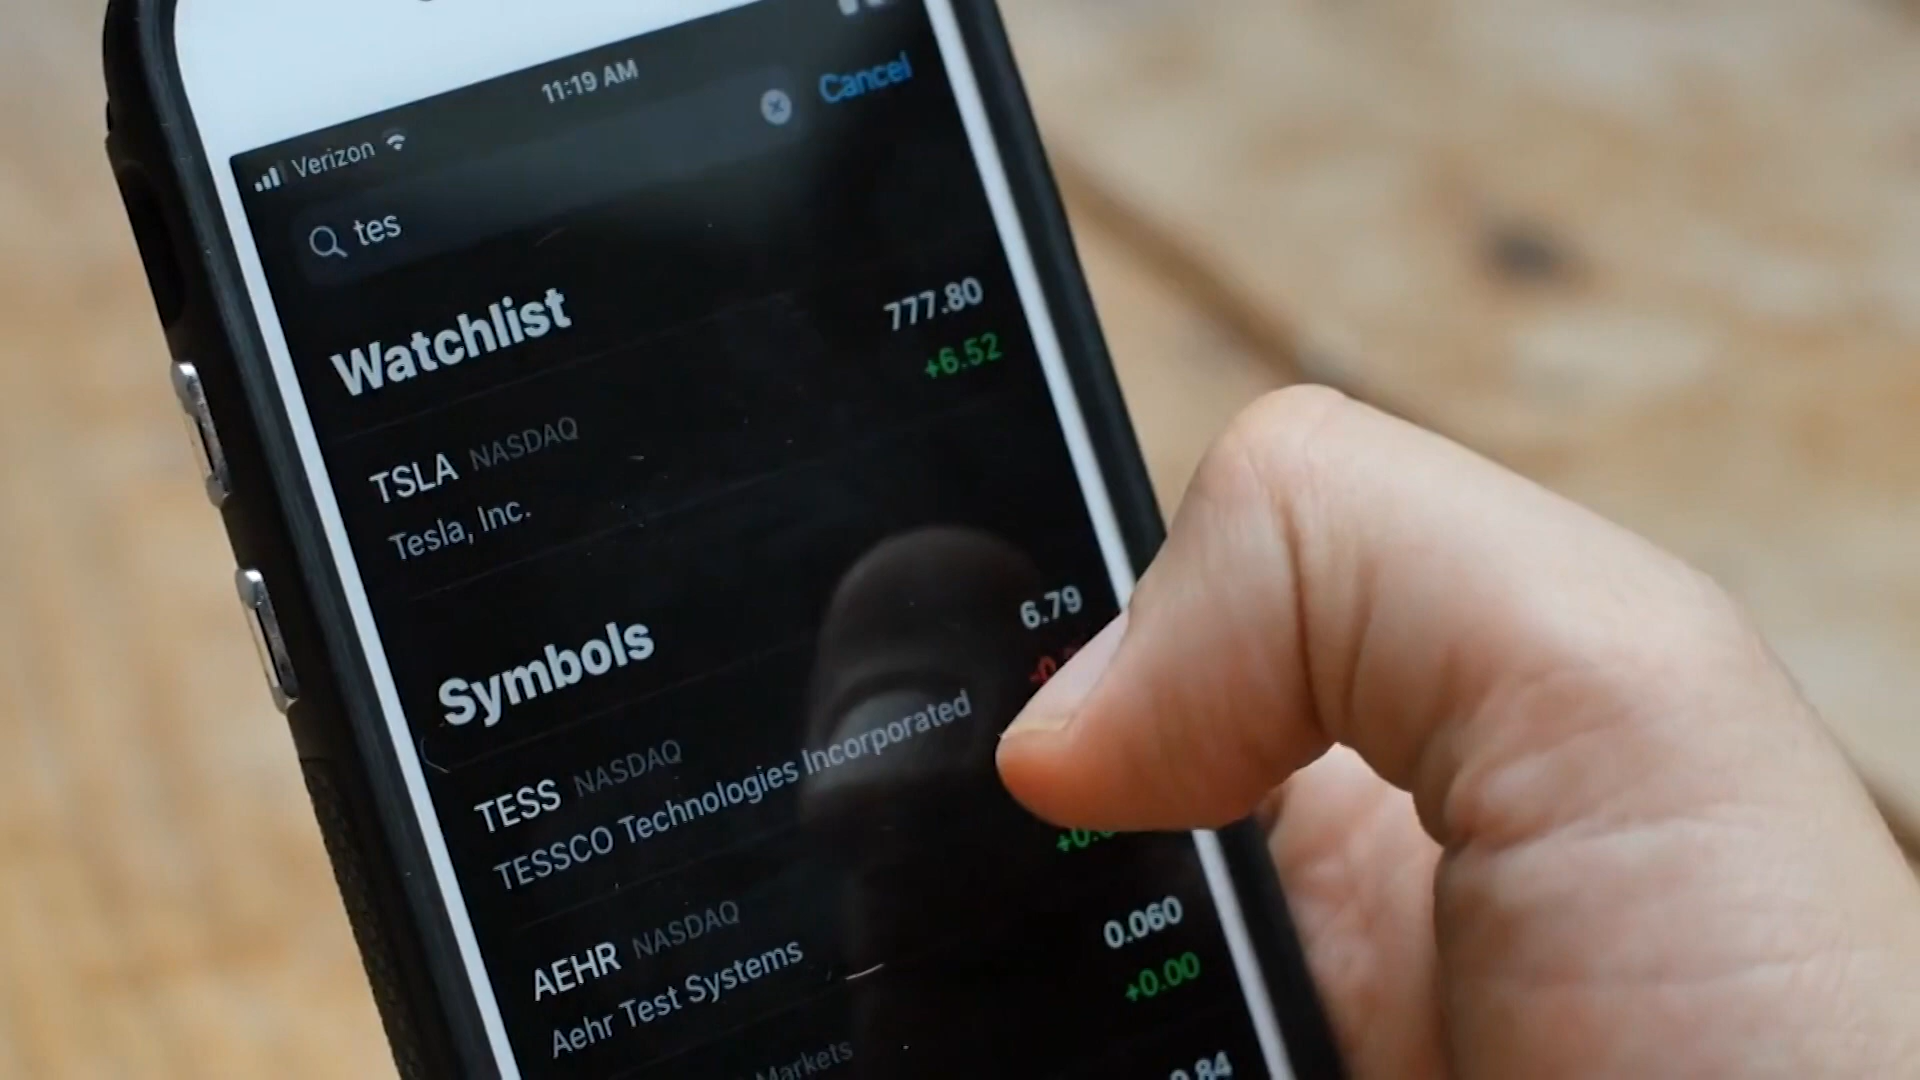 Verizon 11:19 AM
tes Cancel
Watchlist
TSLA NASDAQ 777.80
Tesla, Inc. +6.52
Symbols
TESS NASDAQ 6.79
TESSCO Technologies Incorporated
AEHR NASDAQ
Aehr Test Systems
0.060
Markets +0.00